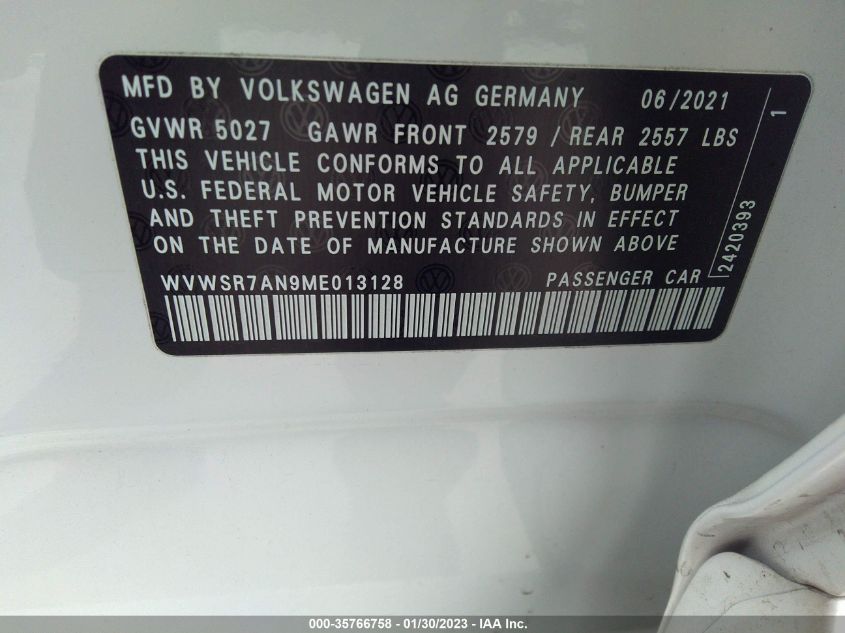 MFD BY VOLKSWAGEN AG GERMANY 06/2021
GVWR 5027 GAWR FRONT 2579 / REAR 2557 LBS
THIS VEHICLE CONFORMS TO ALL APPLICABLE
U.S. FEDERAL MOTOR VEHICLE SAFETY, BUMPER
AND THEFT PREVENTION STANDARDS IN EFFECT
ON THE DATE OF MANUFACTURE SHOWN ABOVE
WVWSR7AN9ME013128 PASSENGER CAR
2420393
1
000-35766758 - 01/30/2023 - IAA Inc.